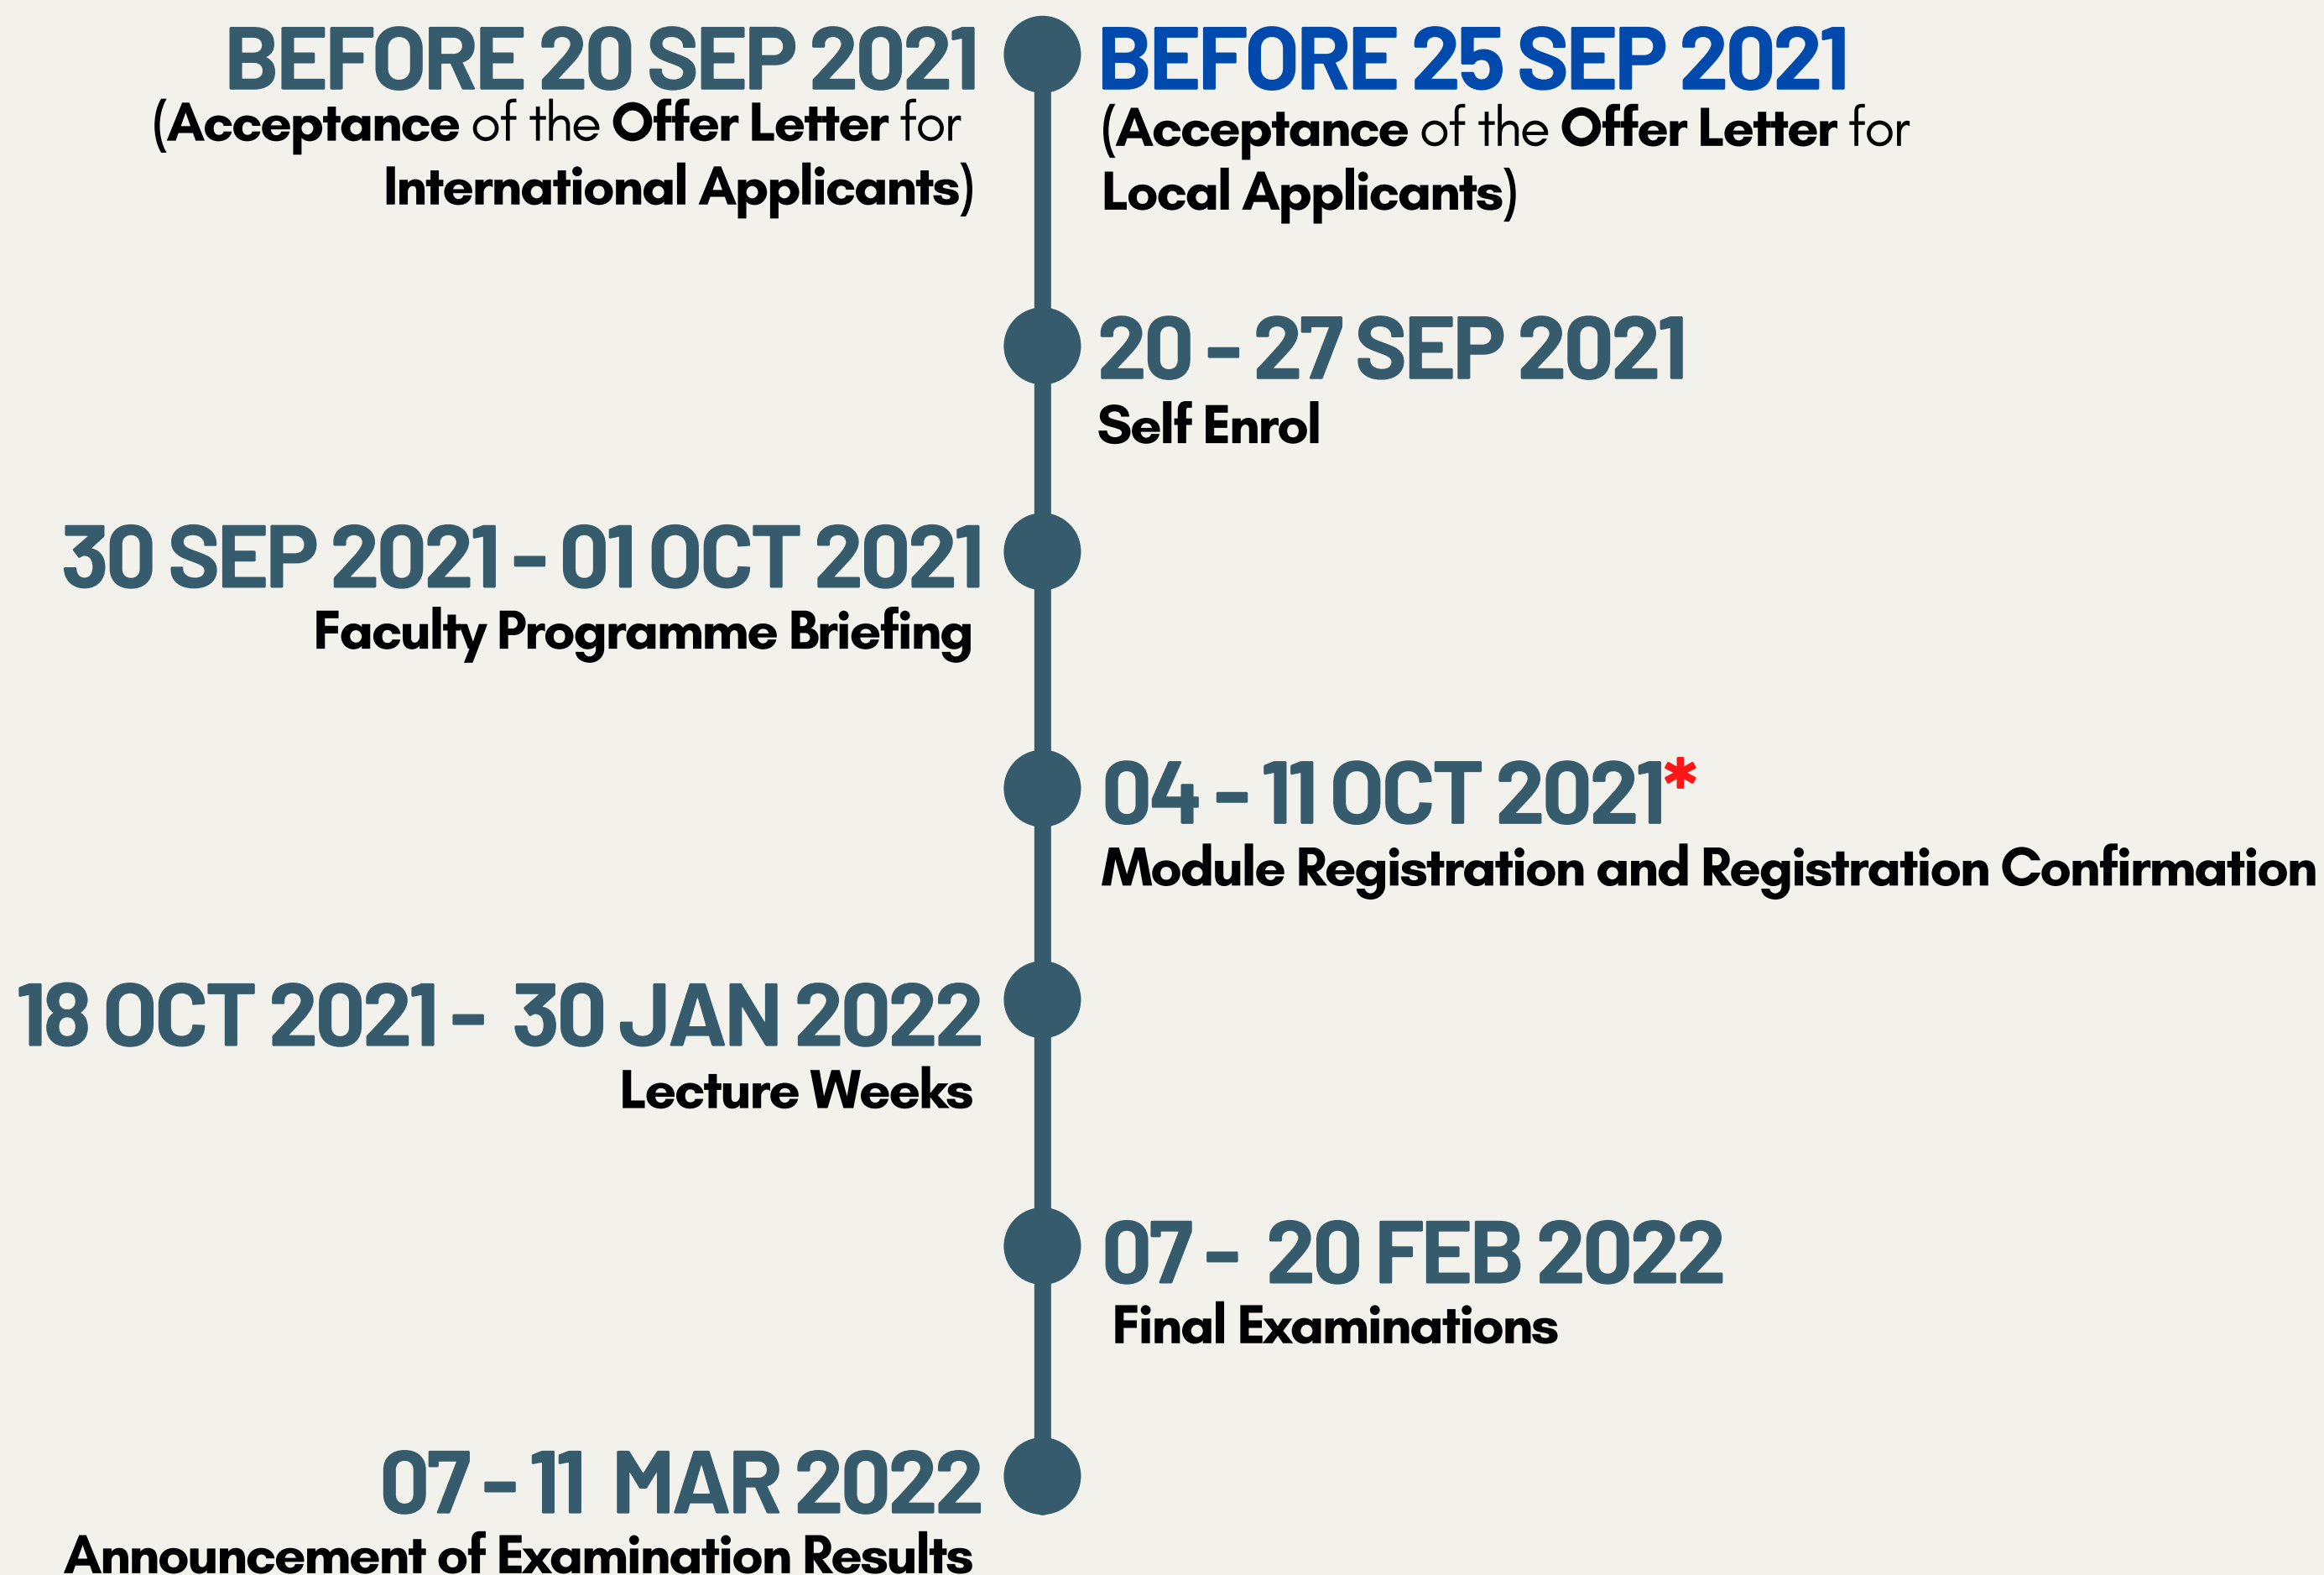 BEFORE 20 SEP 2021
(Acceptance of the Offer Letter for
International Applicants)
BEFORE 25 SEP 2021
(Acceptance of the Offer Letter for
Local Applicants)
20 - 27 SEP 2021
Self Enrol
30 SEP 2021 - 01 OCT 2021
Faculty Programme Briefing
04 - 11 OCT 2021*
Module Registration and Registration Confirmation
18 OCT 2021 - 30 JAN 2022
Lecture Weeks
07 - 20 FEB 2022
Final Examinations
07 - 11 MAR 2022
Announcement of Examination Results